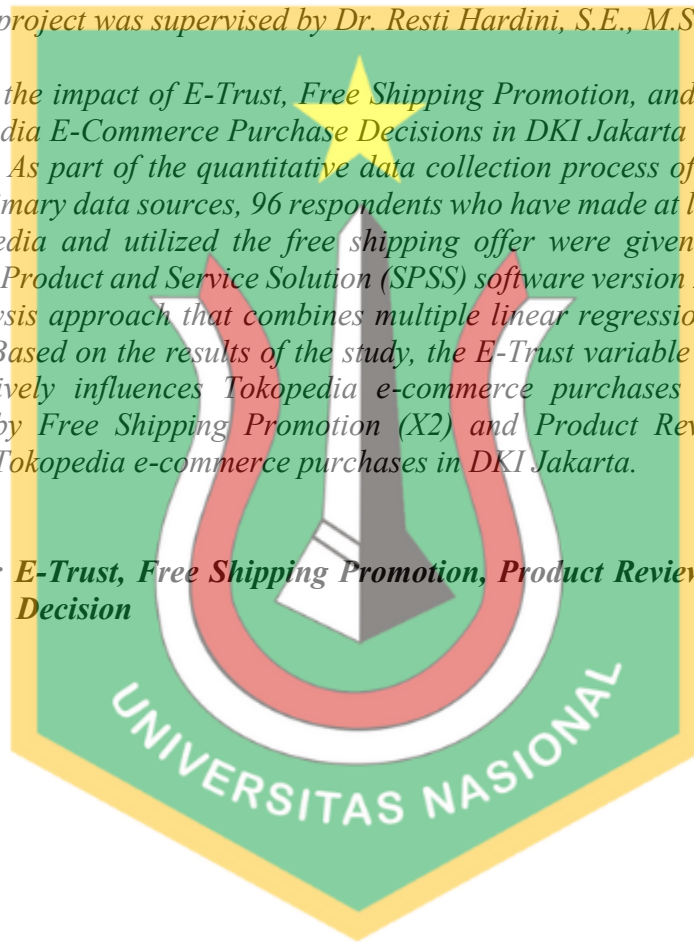 project was supervised by Dr. Resti Hardini, S.E., M.S
the impact of E-Trust, Free Shipping Promotion, and
dia E-Commerce Purchase Decisions in DKI Jakarta
As part of the quantitative data collection process of
mary data sources, 96 respondents who have made at l
pedia and utilized the free shipping offer were given
Product and Service Solution (SPSS) software version
ysis approach that combines multiple linear regression
Based on the results of the study, the E-Trust variable
ively influences Tokopedia e-commerce purchases
by Free Shipping Promotion (X2) and Product Rev
Tokopedia e-commerce purchases in DKI Jakarta.
: E-Trust, Free Shipping Promotion, Product Review
Decision
UNIVERSITAS NASIONAL